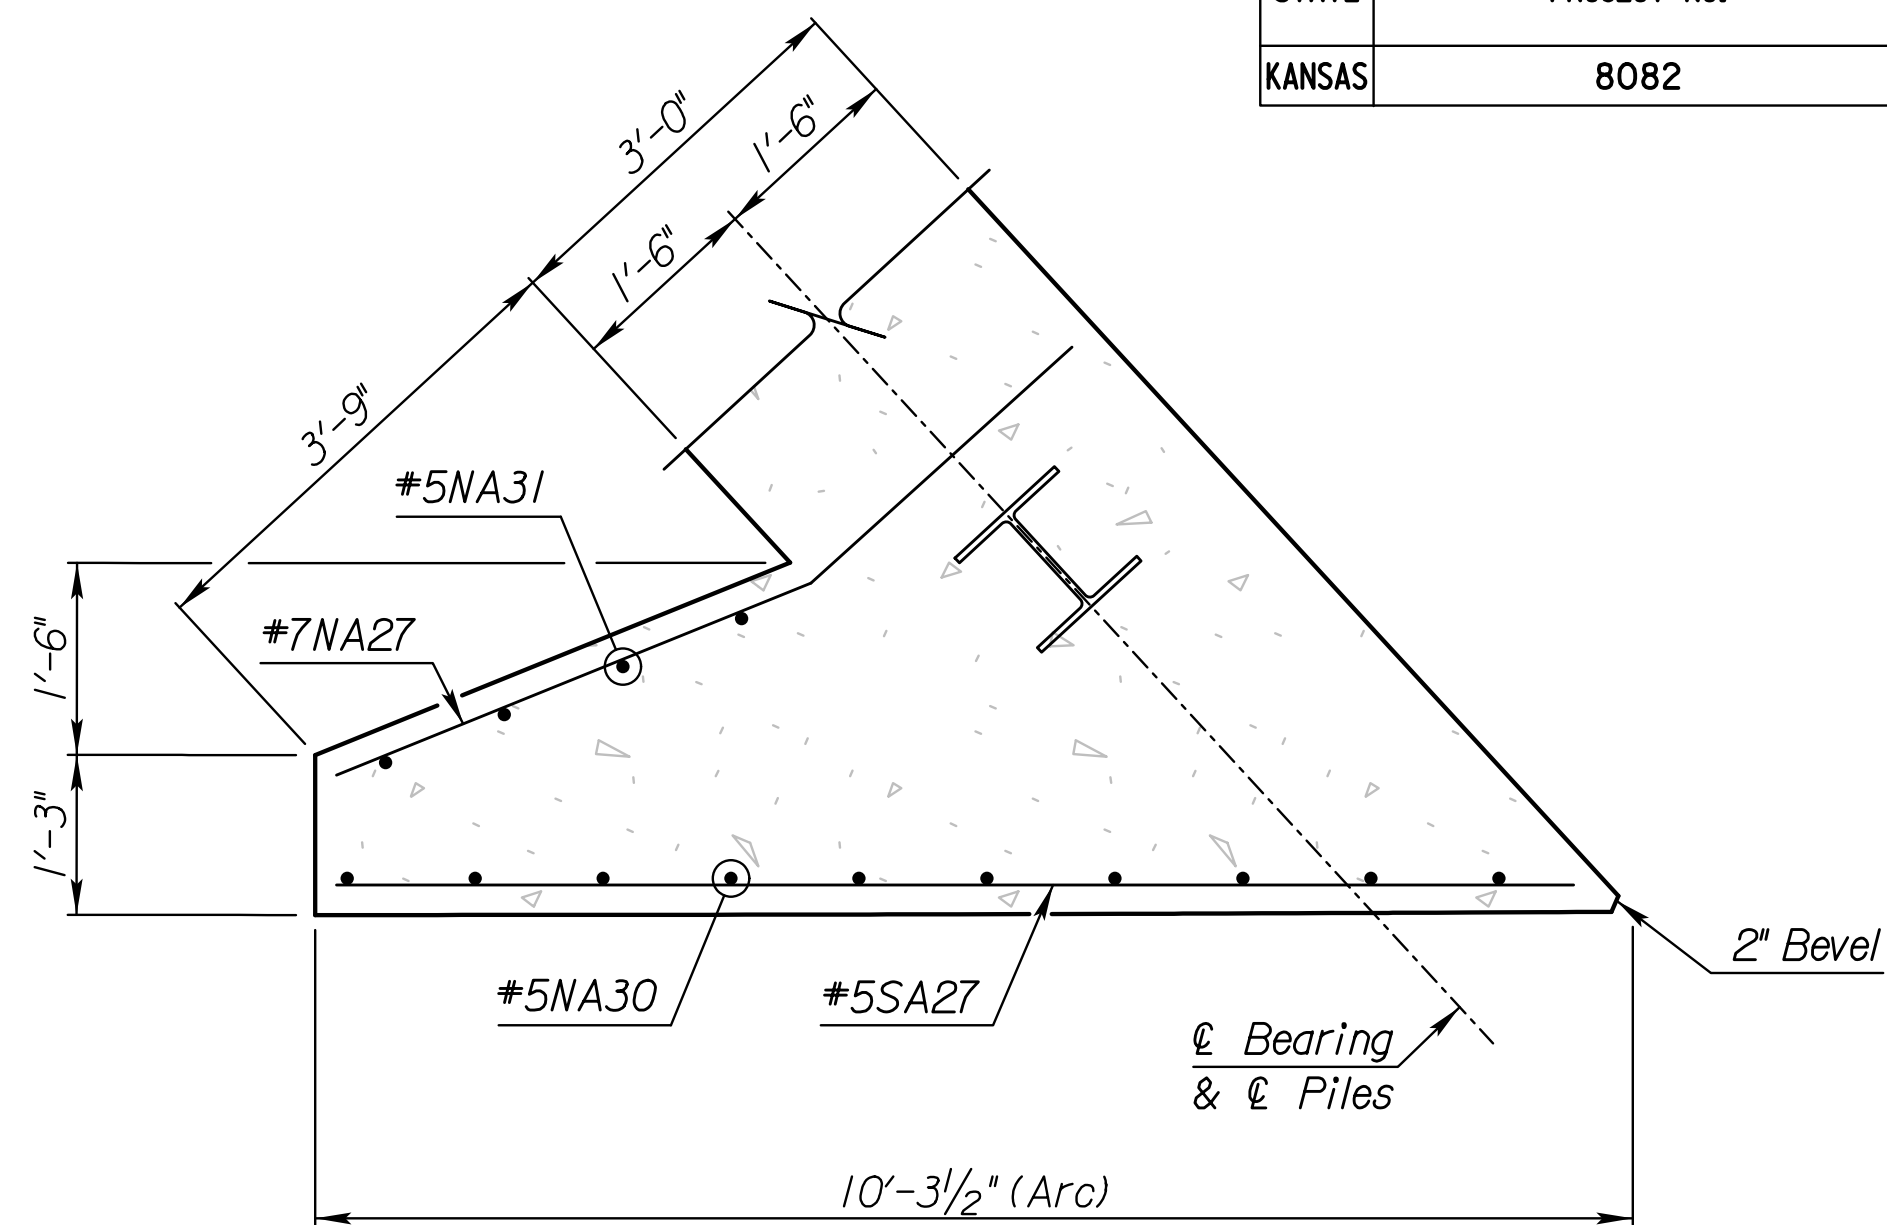 KANSAS 8082
3'-0"
1'-6"
1'-6"
3'-9"
#5NA31
#7NA27
1'-6"
1'-3"
#5NA30
#5SA27
2" Bevel
℄ Bearing
& ℄ Piles
10'-3½" (Arc)